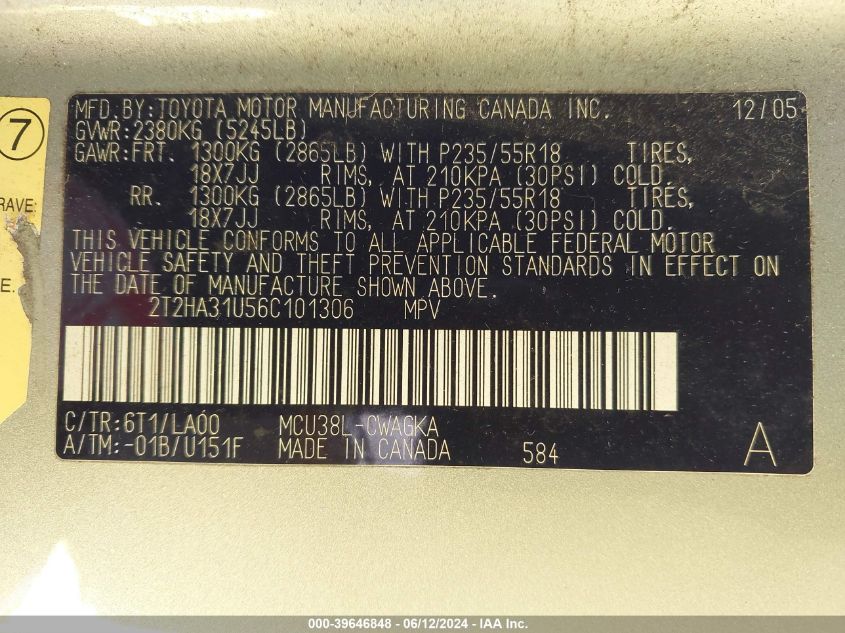 7
RAVE:
MFD.BY:TOYOTA MOTOR MANUFACTURING CANADA INC. 12/05
GVWR:2380KG (5245LB)
GAWR:FRT. 1300KG (2865LB) WITH P235/55R18 TIRES,
18X7JJ RIMS, AT 210KPA (30PSI) COLD,
RR. 1300KG (2865LB) WITH P235/55R18 TIRES,
18X7JJ RIMS, AT 210KPA (30PSI) COLD.
THIS VEHICLE CONFORMS TO ALL APPLICABLE FEDERAL MOTOR
VEHICLE SAFETY AND THEFT PREVENTION STANDARDS IN EFFECT ON
THE DATE OF MANUFACTURE SHOWN ABOVE.
2T2HA31U56C101306 MPV
C/TR:6T1/LA00 MCU38L-CWAGKA
A/TM:-01B/U151F MADE IN CANADA 584 A
000-39646848 - 06/12/2024 - IAA Inc.